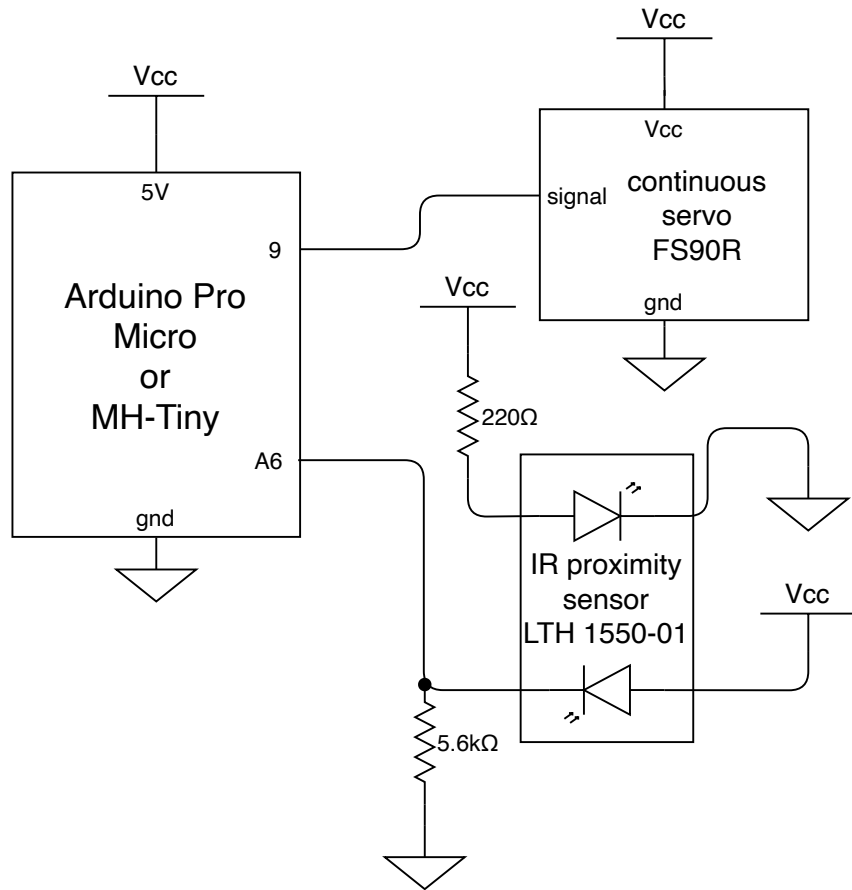 Vcc
5V
9
Arduino Pro
Micro
or
MH-Tiny
A6
gnd
Vcc
Vcc
signal
continuous
servo
FS90R
gnd
Vcc
220Ω
IR proximity
sensor
LTH 1550-01
Vcc
5.6kΩ